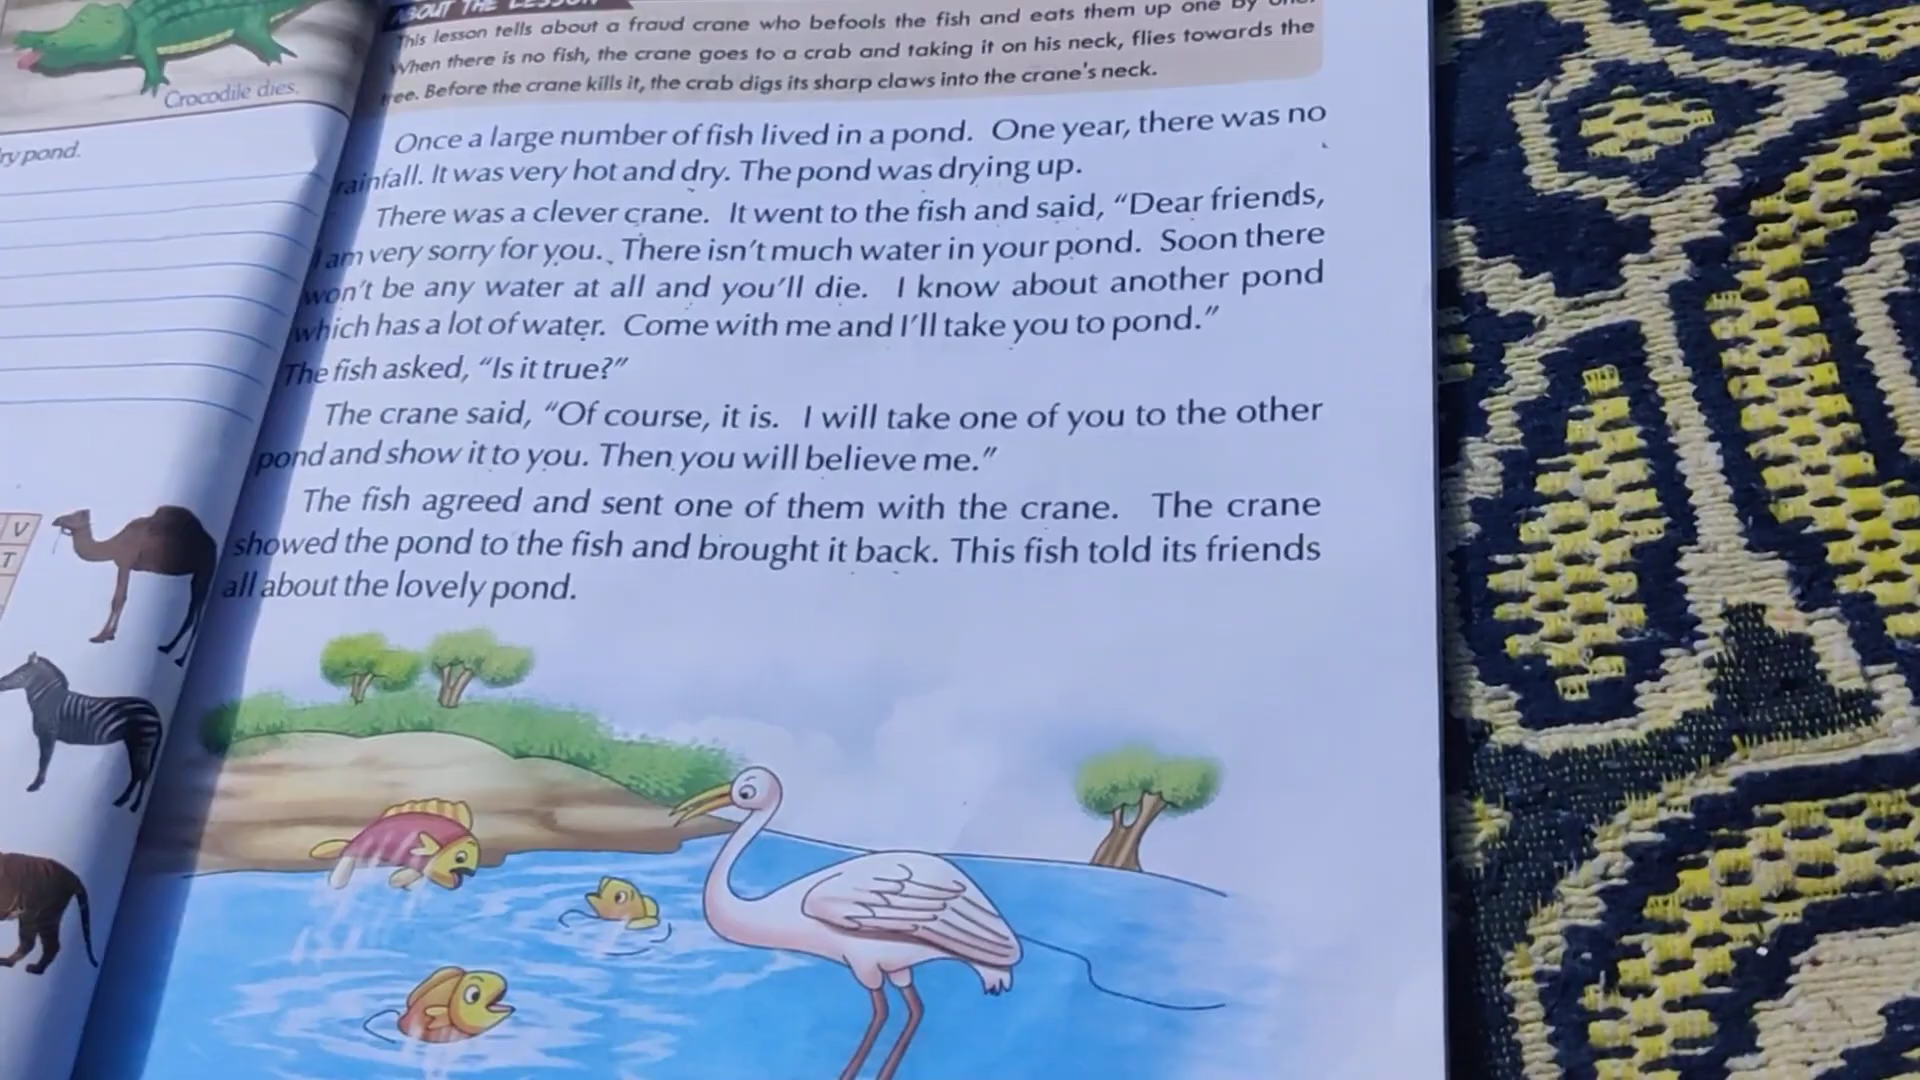 Crocodile dies.
ry pond.
V
T
ABOUT THE LESSON
This lesson tells about a fraud crane who befools the fish and eats them up one by one.
When there is no fish, the crane goes to a crab and taking it on his neck, flies towards the
tree. Before the crane kills it, the crab digs its sharp claws into the crane's neck.
Once a large number of fish lived in a pond. One year, there was no
rainfall. It was very hot and dry. The pond was drying up.
There was a clever crane. It went to the fish and said, “Dear friends,
I am very sorry for you. There isn't much water in your pond. Soon there
won't be any water at all and you'll die. I know about another pond
which has a lot of water. Come with me and I'll take you to pond.”
The fish asked, “Is it true?”
The crane said, “Of course, it is. I will take one of you to the other
pond and show it to you. Then you will believe me.”
The fish agreed and sent one of them with the crane. The crane
showed the pond to the fish and brought it back. This fish told its friends
all about the lovely pond.